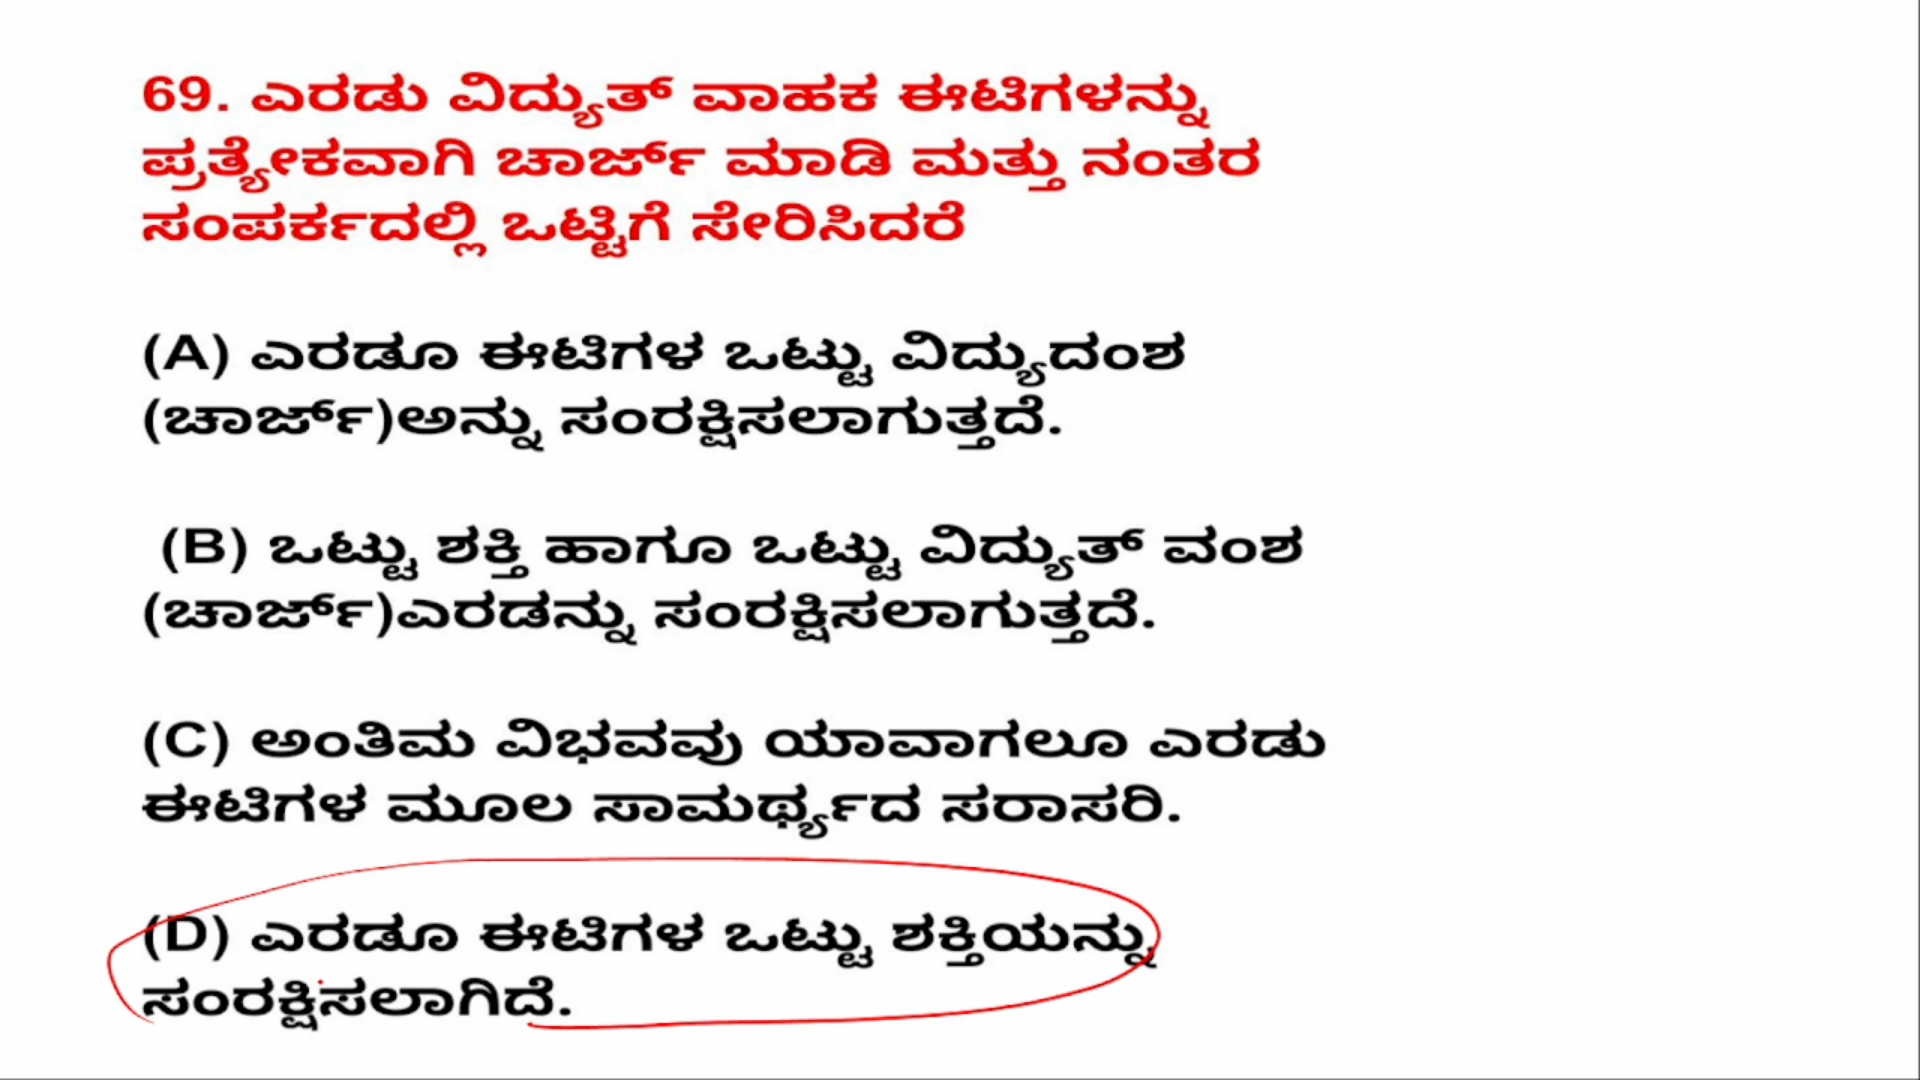 69. ಎರಡು ವಿದ್ಯುತ್ ವಾಹಕ ಈಟಿಗಳನ್ನು
ಪ್ರತ್ಯೇಕವಾಗಿ ಚಾರ್ಜ್ ಮಾಡಿ ಮತ್ತು ನಂತರ
ಸಂಪರ್ಕದಲ್ಲಿ ಒಟ್ಟಿಗೆ ಸೇರಿಸಿದರೆ
(A) ಎರಡೂ ಈಟಿಗಳ ಒಟ್ಟು ವಿದ್ಯುದಂಶ
(ಚಾರ್ಜ್)ಅನ್ನು ಸಂರಕ್ಷಿಸಲಾಗುತ್ತದೆ.
(B) ಒಟ್ಟು ಶಕ್ತಿ ಹಾಗೂ ಒಟ್ಟು ವಿದ್ಯುತ್ ವಂಶ
(ಚಾರ್ಜ್)ಎರಡನ್ನು ಸಂರಕ್ಷಿಸಲಾಗುತ್ತದೆ.
(C) ಅಂತಿಮ ವಿಭವವು ಯಾವಾಗಲೂ ಎರಡು
ಈಟಿಗಳ ಮೂಲ ಸಾಮರ್ಥ್ಯದ ಸರಾಸರಿ.
(D) ಎರಡೂ ಈಟಿಗಳ ಒಟ್ಟು ಶಕ್ತಿಯನ್ನು
ಸಂರಕ್ಷಿಸಲಾಗಿದೆ.